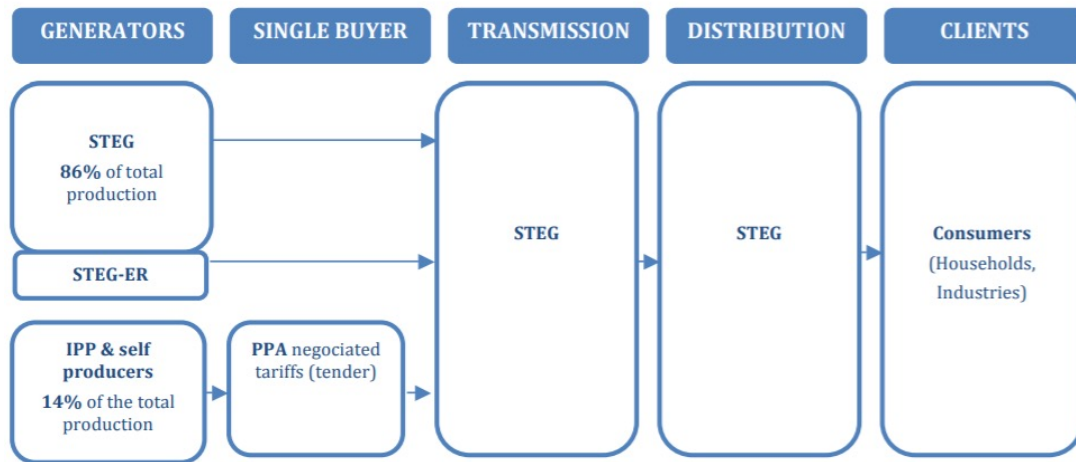 GENERATORS
SINGLE BUYER
TRANSMISSION
DISTRIBUTION
CLIENTS
STEG
86% of total
production
STEG-ER
IPP & self
producers
14% of the total
production
PPA negociated
tariffs (tender)
STEG
STEG
Consumers
(Households,
Industries)